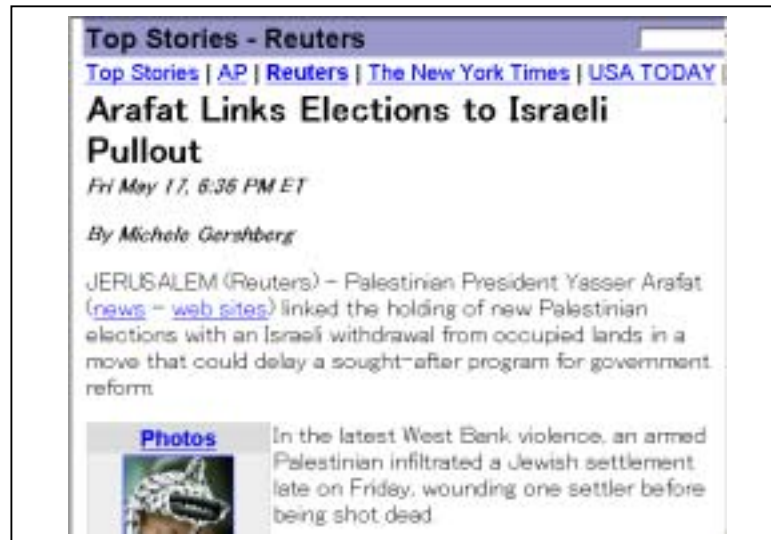 Top Stories - Reuters
Top Stories | AP | Reuters | The New York Times | USA TODAY |
Arafat Links Elections to Israeli
Pullout
Fri May 17, 6:36 PM ET
By Michele Gershberg
JERUSALEM (Reuters) - Palestinian President Yasser Arafat
(news - web sites) linked the holding of new Palestinian
elections with an Israeli withdrawal from occupied lands in a
move that could delay a sought-after program for government
reform.
Photos
In the latest West Bank violence, an armed
Palestinian infiltrated a Jewish settlement
late on Friday, wounding one settler before
being shot dead.